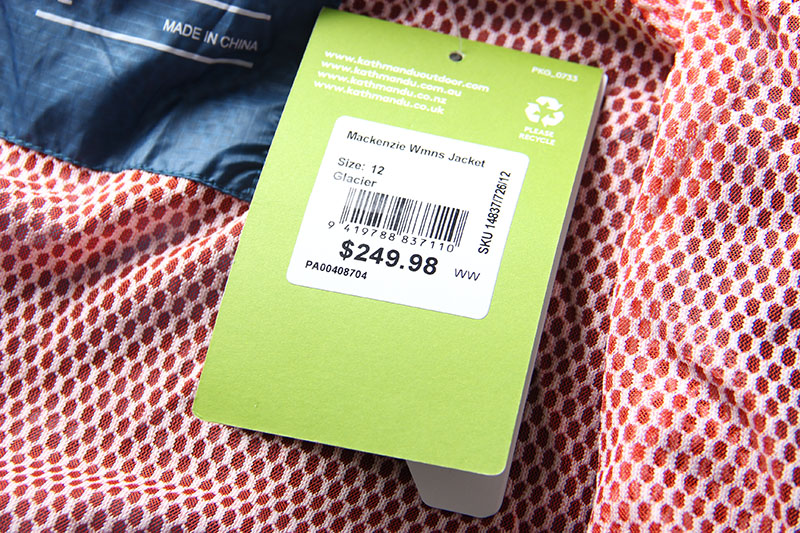 MADE IN CHINA
PKG_0733
www.kathmanduoutdoor.com
www.kathmandu.com.au
www.kathmandu.co.nz
www.kathmandu.co.uk
PLEASE
RECYCLE
Mackenzie Wmns Jacket
Size: 12
Glacier
9 419788 837110
$249.98
WW
PA00408704
SKU 14837/726/12